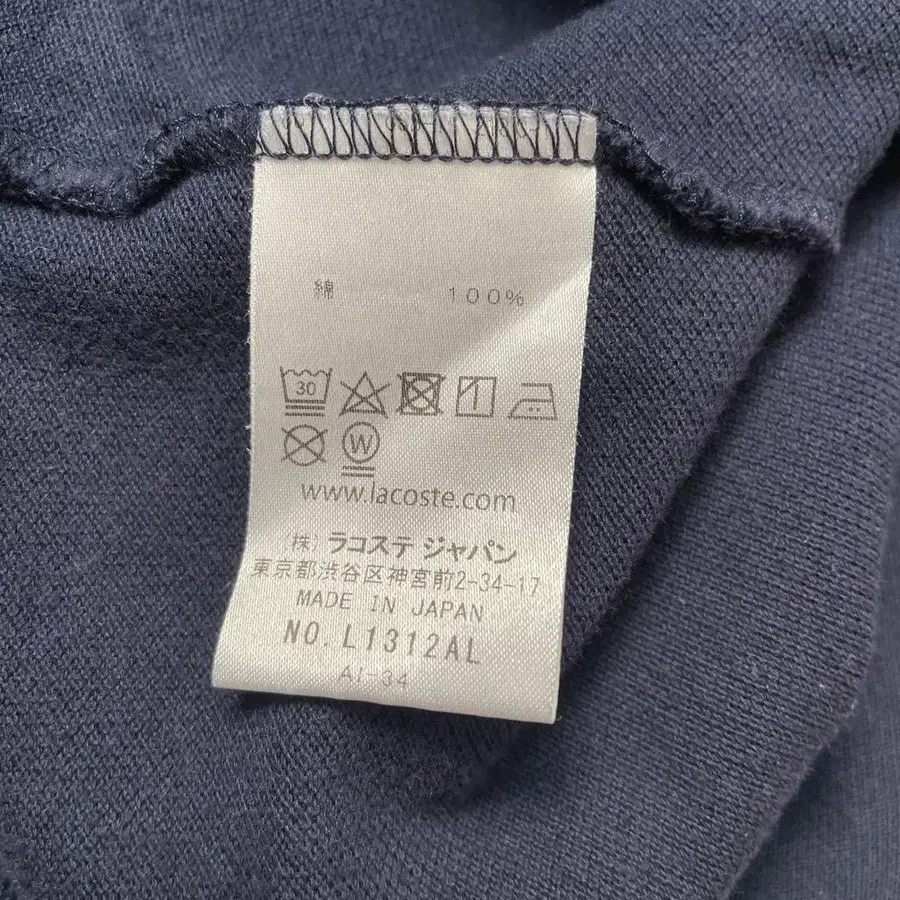 綿 100%
30
W
www.lacoste.com
(株) ラコステ ジャパン
東京都渋谷区神宮前2-34-17
MADE IN JAPAN
NO. L1312AL
AI-34